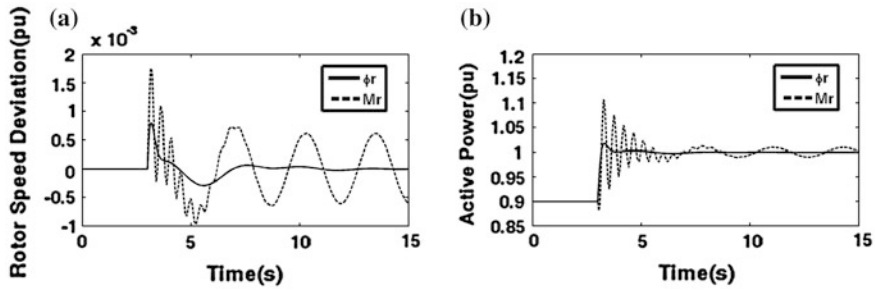 (a)
× 10⁻³
Rotor Speed Deviation(pu)
2
1.5
1
0.5
0
-0.5
-1
0
5
10
15
Time(s)
ϕr
Mr
(b)
Active Power(pu)
1.2
1.15
1.1
1.05
1
0.95
0.9
0.85
0
5
10
15
Time(s)
ϕr
Mr